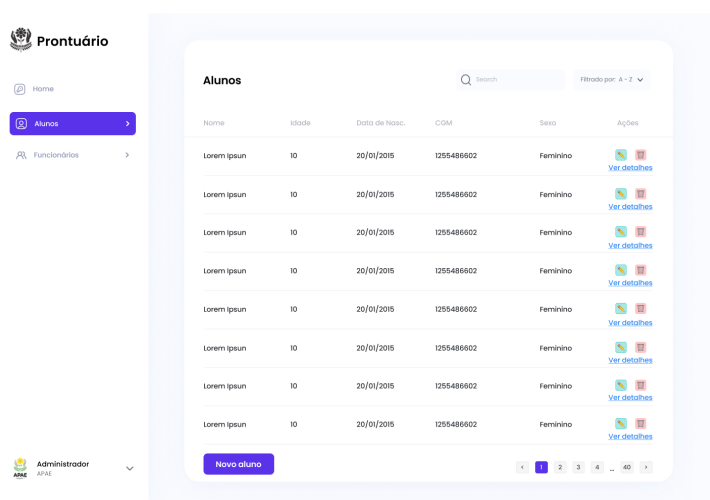 Prontuário
Home
Alunos
Funcionários
Administrador
APAE
APAE
Alunos
Search
Filtrado por: A - Z
Nome Idade Data de Nasc. CGM Sexo Ações
Lorem Ipsun 10 20/01/2015 1255486602 Feminino
Ver detalhes
Lorem Ipsun 10 20/01/2015 1255486602 Feminino
Ver detalhes
Lorem Ipsun 10 20/01/2015 1255486602 Feminino
Ver detalhes
Lorem Ipsun 10 20/01/2015 1255486602 Feminino
Ver detalhes
Lorem Ipsun 10 20/01/2015 1255486602 Feminino
Ver detalhes
Lorem Ipsun 10 20/01/2015 1255486602 Feminino
Ver detalhes
Lorem Ipsun 10 20/01/2015 1255486602 Feminino
Ver detalhes
Lorem Ipsun 10 20/01/2015 1255486602 Feminino
Ver detalhes
Novo aluno
< 1 2 3 4 ... 40 >